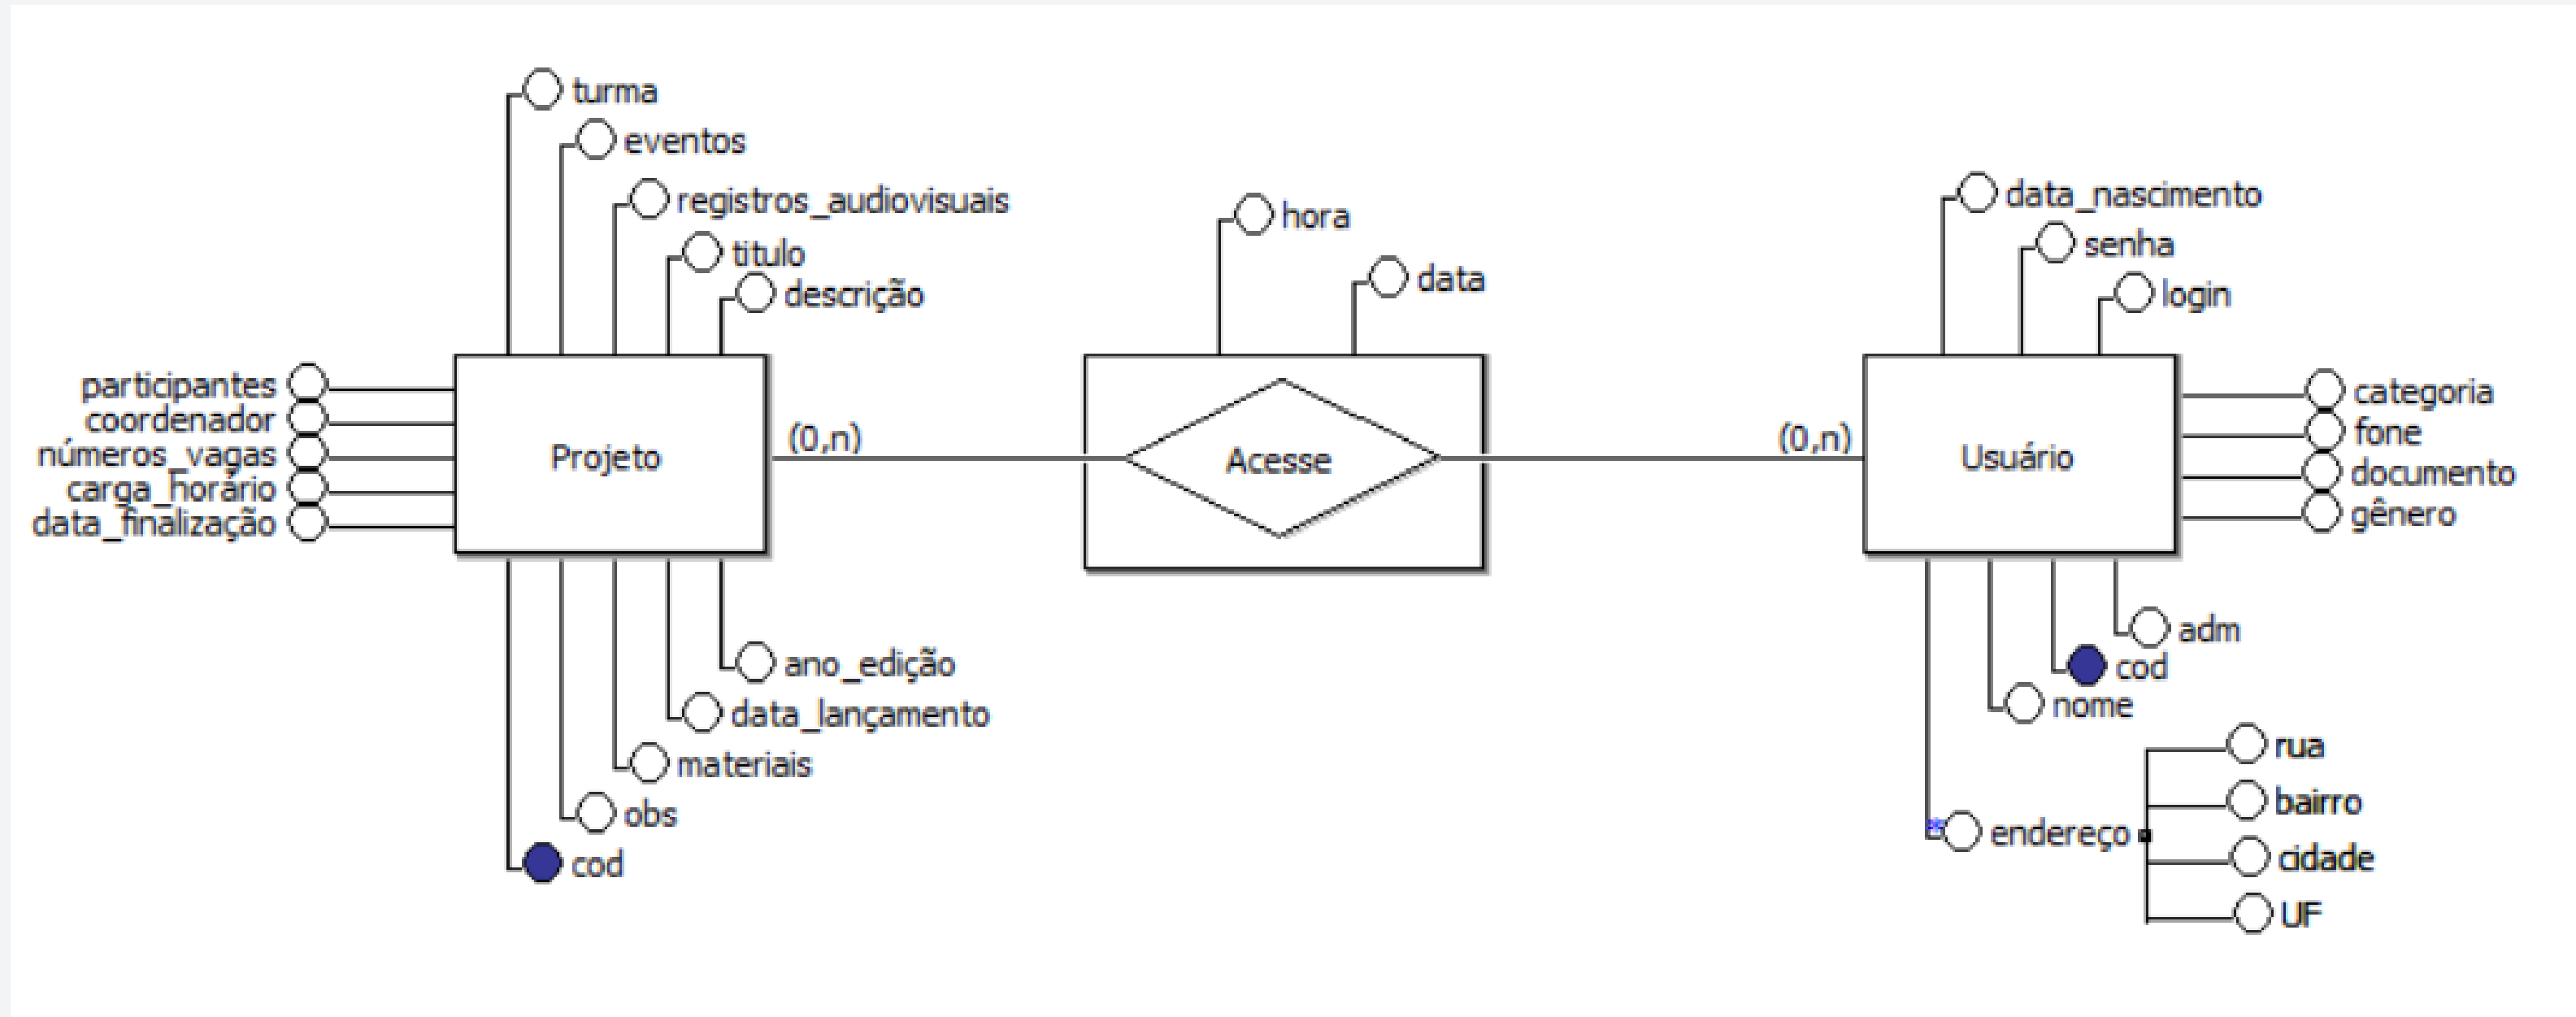 turma
eventos
registros_audiovisuais
titulo
descrição
participantes
coordenador
números_vagas
carga_horário
data_finalização
Projeto
(0,n)
ano_edição
data_lançamento
materiais
obs
cod
hora
data
Acesse
(0,n)
data_nascimento
senha
login
Usuário
categoria
fone
documento
gênero
adm
cod
nome
* endereço
rua
bairro
cidade
UF